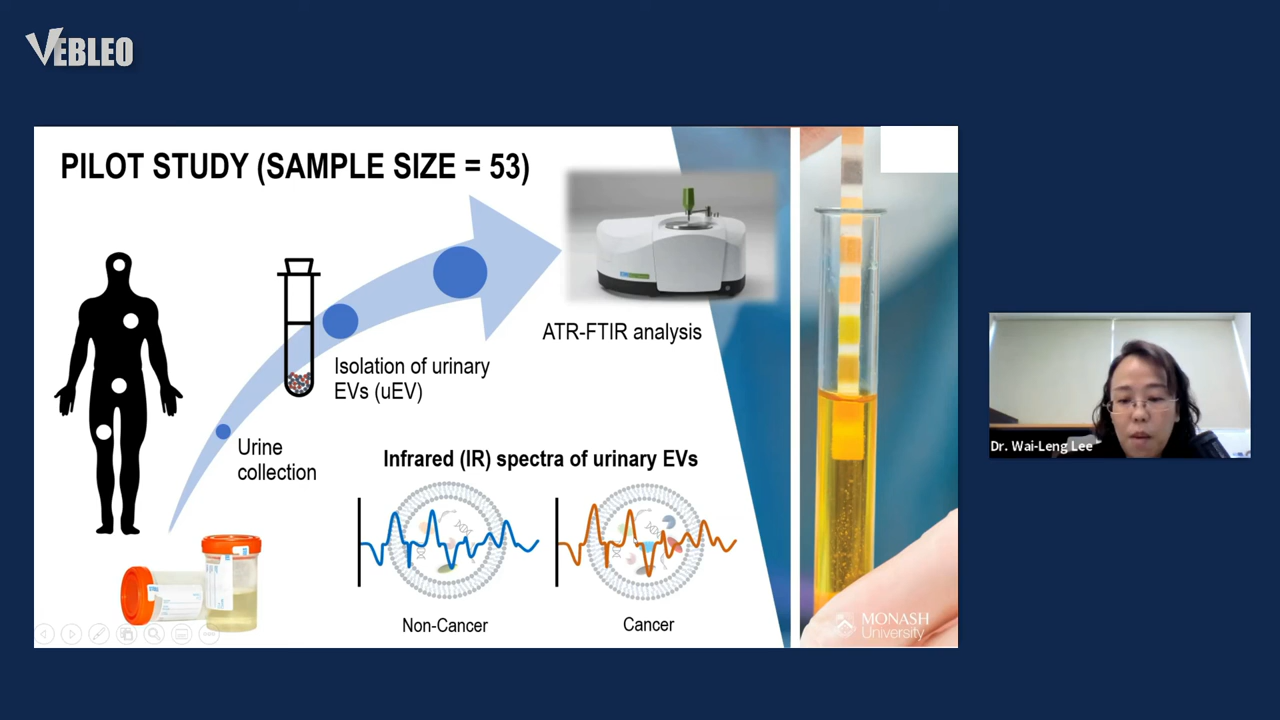 VEBLEO
PILOT STUDY (SAMPLE SIZE = 53)
ATR-FTIR analysis
Isolation of urinary
EVs (uEV)
Urine
collection
Infrared (IR) spectra of urinary EVs
Non-Cancer
Cancer
MONASH
University
Dr. Wai-Leng Lee